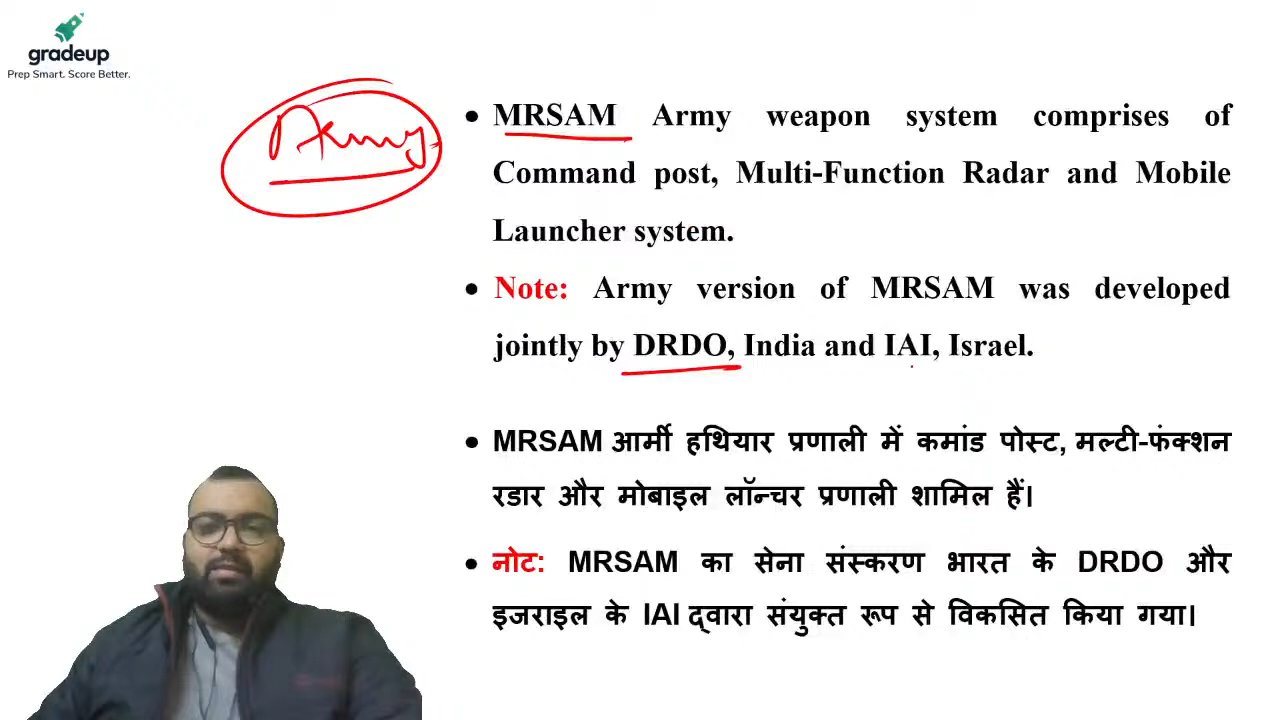 gradeup
Prep Smart. Score Better.
Army
• MRSAM Army weapon system comprises of
Command post, Multi-Function Radar and Mobile
Launcher system.
• Note: Army version of MRSAM was developed
jointly by DRDO, India and IAI, Israel.
• MRSAM आर्मी हथियार प्रणाली में कमांड पोस्ट, मल्टी-फंक्शन
रडार और मोबाइल लॉन्चर प्रणाली शामिल हैं।
• नोट: MRSAM का सेना संस्करण भारत के DRDO और
इजराइल के IAI द्वारा संयुक्त रूप से विकसित किया गया।